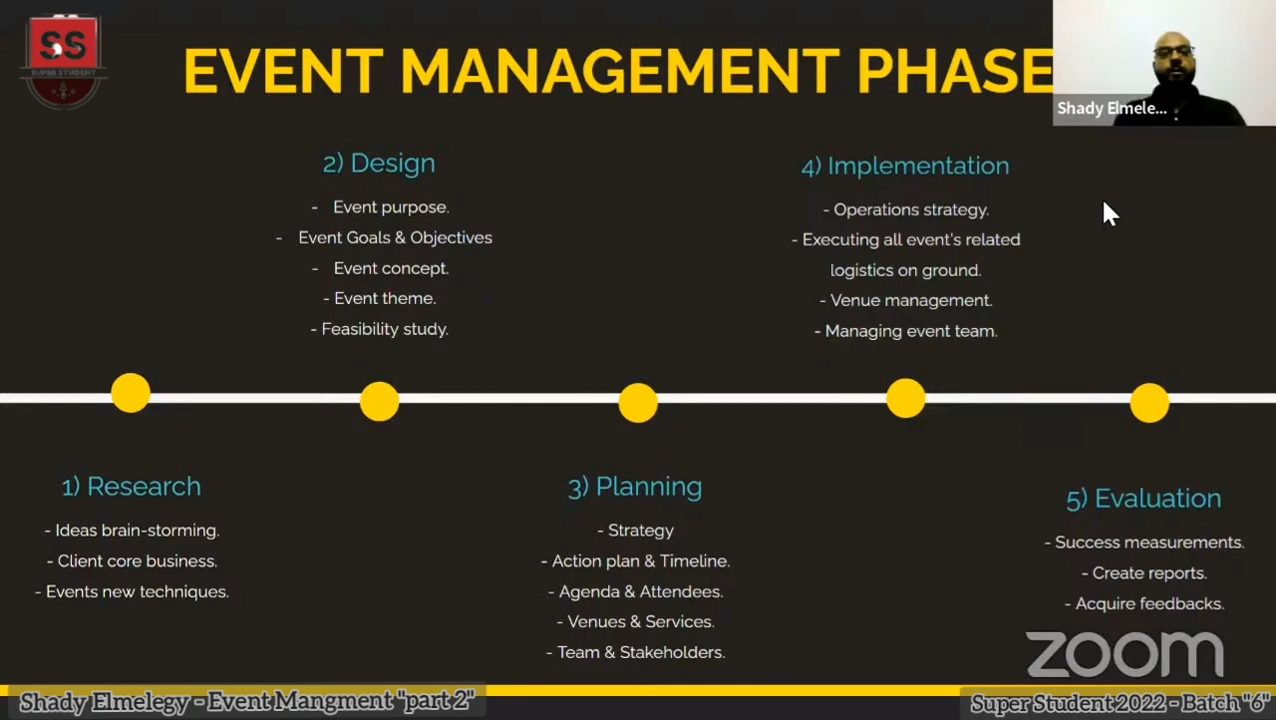 SS
SUPER STUDENT
EVENT MANAGEMENT PHASE
Shady Elmele...
2) Design
- Event purpose.
- Event Goals & Objectives
- Event concept.
- Event theme.
- Feasibility study.
4) Implementation
- Operations strategy.
- Executing all event's related
logistics on ground.
- Venue management.
- Managing event team.
1) Research
- Ideas brain-storming.
- Client core business.
- Events new techniques.
3) Planning
- Strategy
- Action plan & Timeline.
- Agenda & Attendees.
- Venues & Services.
- Team & Stakeholders.
5) Evaluation
- Success measurements.
- Create reports.
- Acquire feedbacks.
zoom
Shady Elmelegy - Event Mangment "part 2"
Super Student 2022 - Batch "6"